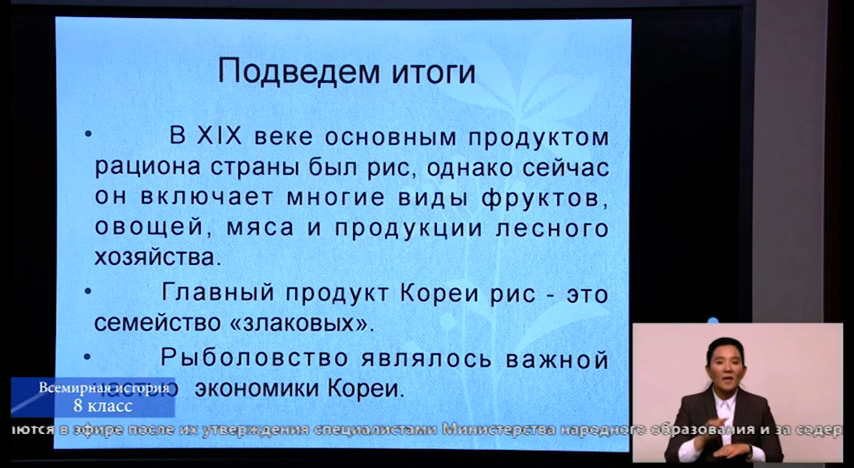 Подведем итоги
• В XIX веке основным продуктом
рациона страны был рис, однако сейчас
он включает многие виды фруктов,
овощей, мяса и продукции лесного
хозяйства.
• Главный продукт Кореи рис - это
семейство «злаковых».
• Рыболовство являлось важной
частью экономики Кореи.
Всемирная история
8 класс
аются в эфире после их утверждения специалистами Министерства народного образования и за содер